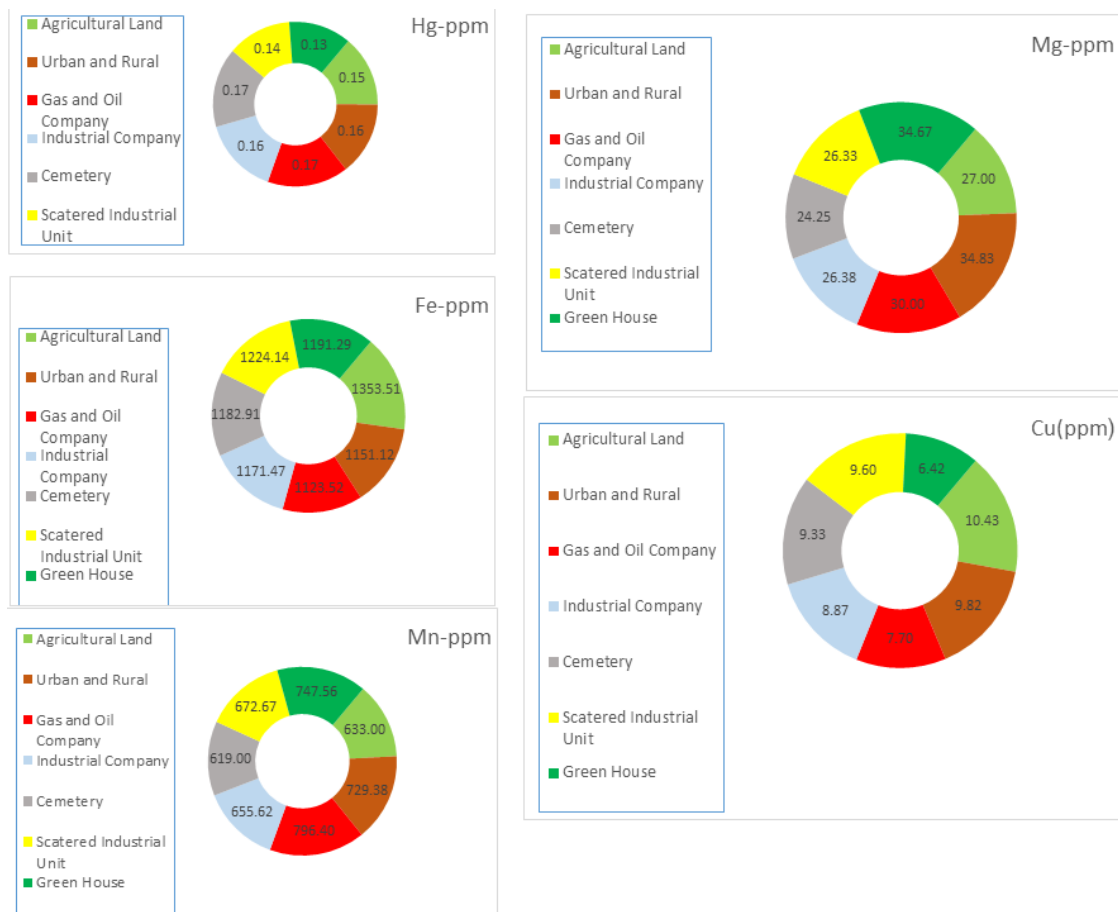 Hg-ppm
Agricultural Land
Urban and Rural
Gas and Oil
Company
Industrial Company
Cemetery
Scatered Industrial
Unit
0.13
0.15
0.16
0.17
0.16
0.17
0.14
Mg-ppm
Agricultural Land
Urban and Rural
Gas and Oil
Company
Industrial Company
Cemetery
Scatered Industrial
Unit
Green House
34.67
27.00
34.83
30.00
26.38
24.25
26.33
Fe-ppm
Agricultural Land
Urban and Rural
Gas and Oil
Company
Industrial
Company
Cemetery
Scatered
Industrial Unit
Green House
1191.29
1353.51
1151.12
1123.52
1171.47
1182.91
1224.14
Cu(ppm)
Agricultural Land
Urban and Rural
Gas and Oil Company
Industrial Company
Cemetery
Scatered Industrial
Unit
Green House
6.42
10.43
9.82
7.70
8.87
9.33
9.60
Mn-ppm
Agricultural Land
Urban and Rural
Gas and Oil
Company
Industrial Company
Cemetery
Scatered Industrial
Unit
Green House
747.56
633.00
729.38
796.40
655.62
619.00
672.67